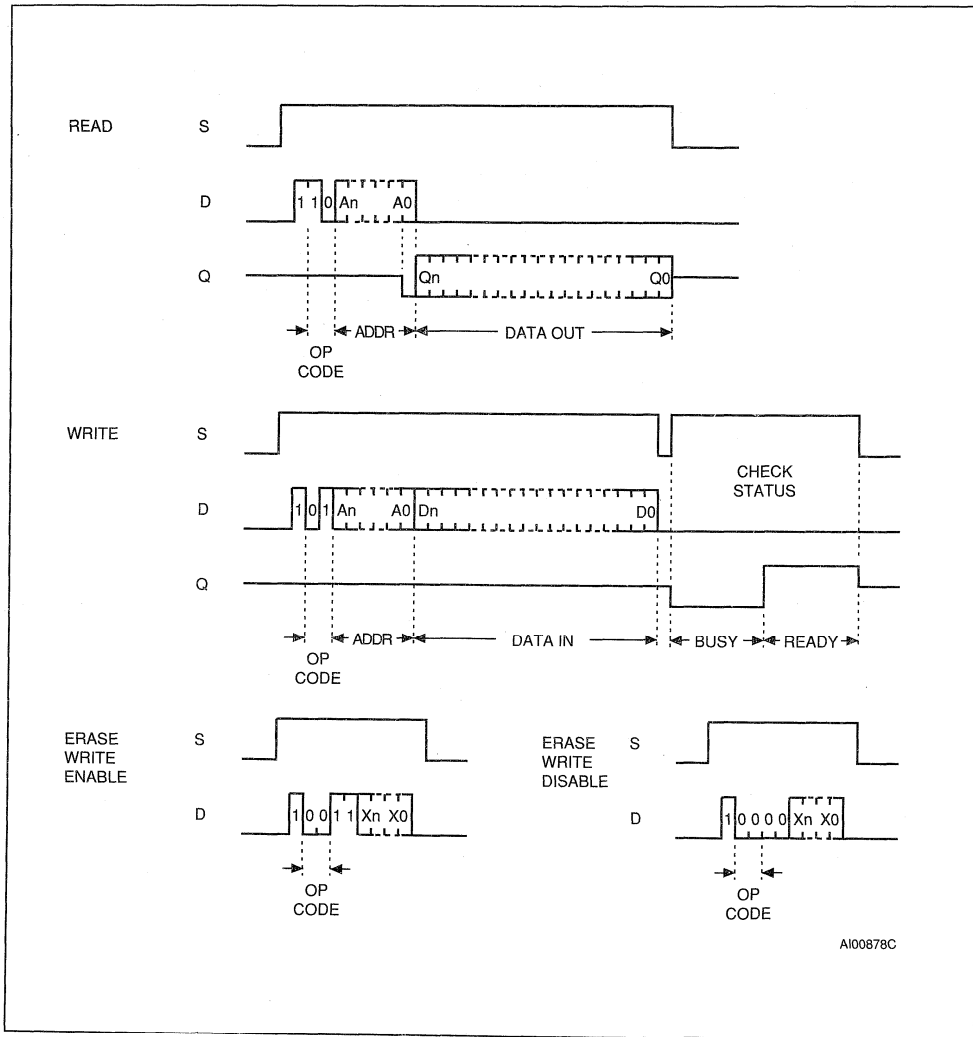 READ S
D 1 1 0 An A0
Q Qn Q0
ADDR DATA OUT
OP
CODE
WRITE S
CHECK
STATUS
D 1 0 1 An A0 Dn D0
Q
ADDR DATA IN BUSY READY
OP
CODE
ERASE
WRITE
ENABLE
S
D 1 0 0 1 1 Xn X0
OP
CODE
ERASE
WRITE
DISABLE
S
D 1 0 0 0 0 Xn X0
OP
CODE
AI00878C